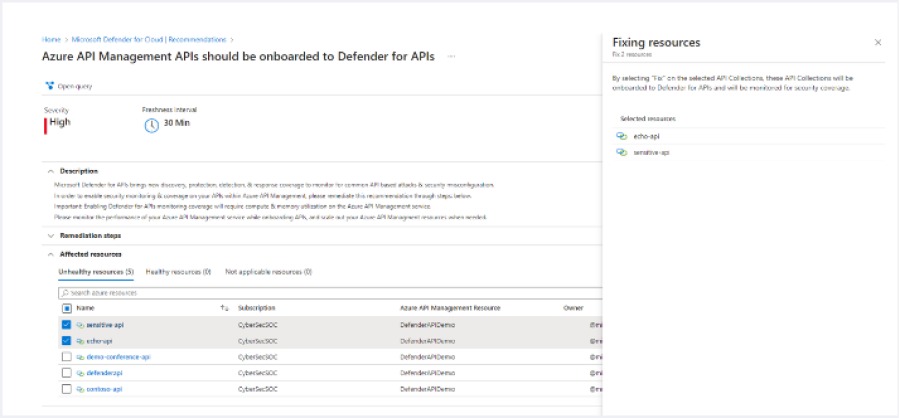 Home > Microsoft Defender for Cloud | Recommendations >
Azure API Management APIs should be onboarded to Defender for APIs ...
Open query
Severity
High
Freshness interval
30 Min
Description
Microsoft Defender for APIs brings new discovery, protection, detection, & response coverage to monitor for common API based attacks & security misconfiguration.
In order to enable security monitoring & coverage on your APIs within Azure API Management, please remediate this recommendation through steps below.
Important: Enabling Defender for APIs monitoring coverage will require compute & memory utilization on the Azure API Management service.
Please monitor the performance of your Azure API Management service while onboarding APIs, and scale out your Azure API Management resources when needed.
Remediation steps
Affected resources
Unhealthy resources (5) Healthy resources (0) Not applicable resources (0)
Search azure resources
Name Subscription Azure API Management Resource Owner
sensitive-api CyberSecSOC DefenderAPIDemo @mi
echo-api CyberSecSOC DefenderAPIDemo @mi
demo-conference-api CyberSecSOC DefenderAPIDemo @mi
defenderapi CyberSecSOC DefenderAPIDemo @mi
contoso-api CyberSecSOC DefenderAPIDemo @mi
Fixing resources
Fix 2 resources
By selecting "Fix" on the selected API Collections, these API Collections will be
onboarded to Defender for APIs and will be monitored for security coverage.
Selected resources
echo-api
sensitive-api